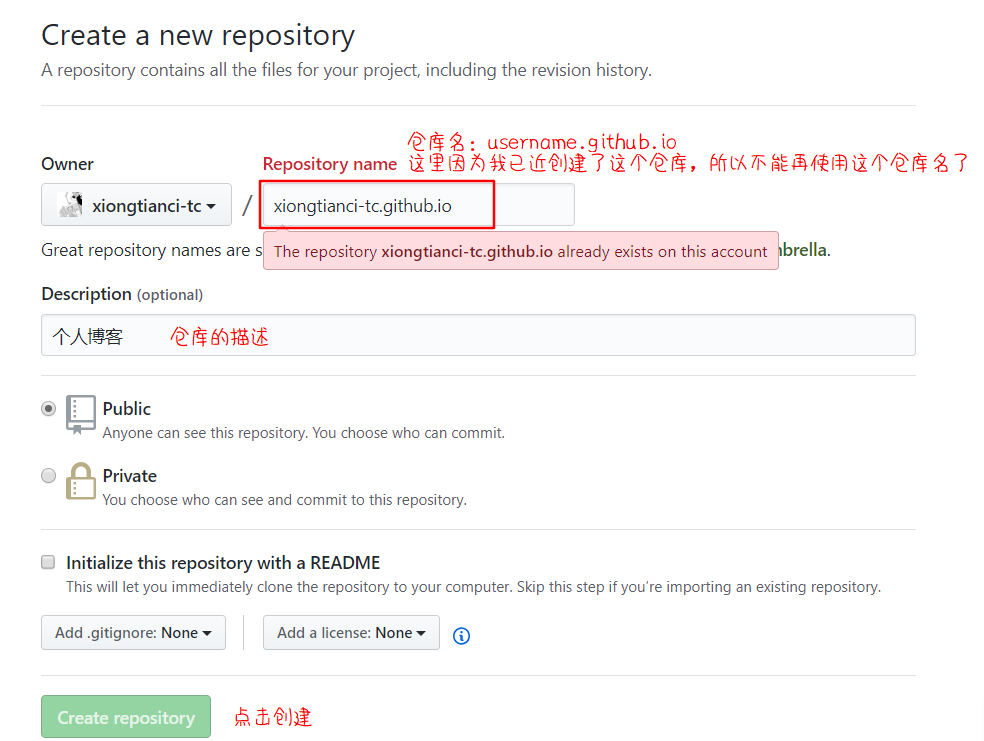 Create a new repository
A repository contains all the files for your project, including the revision history.
仓库名：username.github.io
Owner
Repository name
这里因为我已近创建了这个仓库，所以不能再使用这个仓库名了
xiongtianci-tc
/
xiongtianci-tc.github.io
Great repository names are s
The repository xiongtianci-tc.github.io already exists on this account
brella.
Description (optional)
个人博客
仓库的描述
Public
Anyone can see this repository. You choose who can commit.
Private
You choose who can see and commit to this repository.
Initialize this repository with a README
This will let you immediately clone the repository to your computer. Skip this step if you’re importing an existing repository.
Add .gitignore: None
Add a license: None
Create repository
点击创建